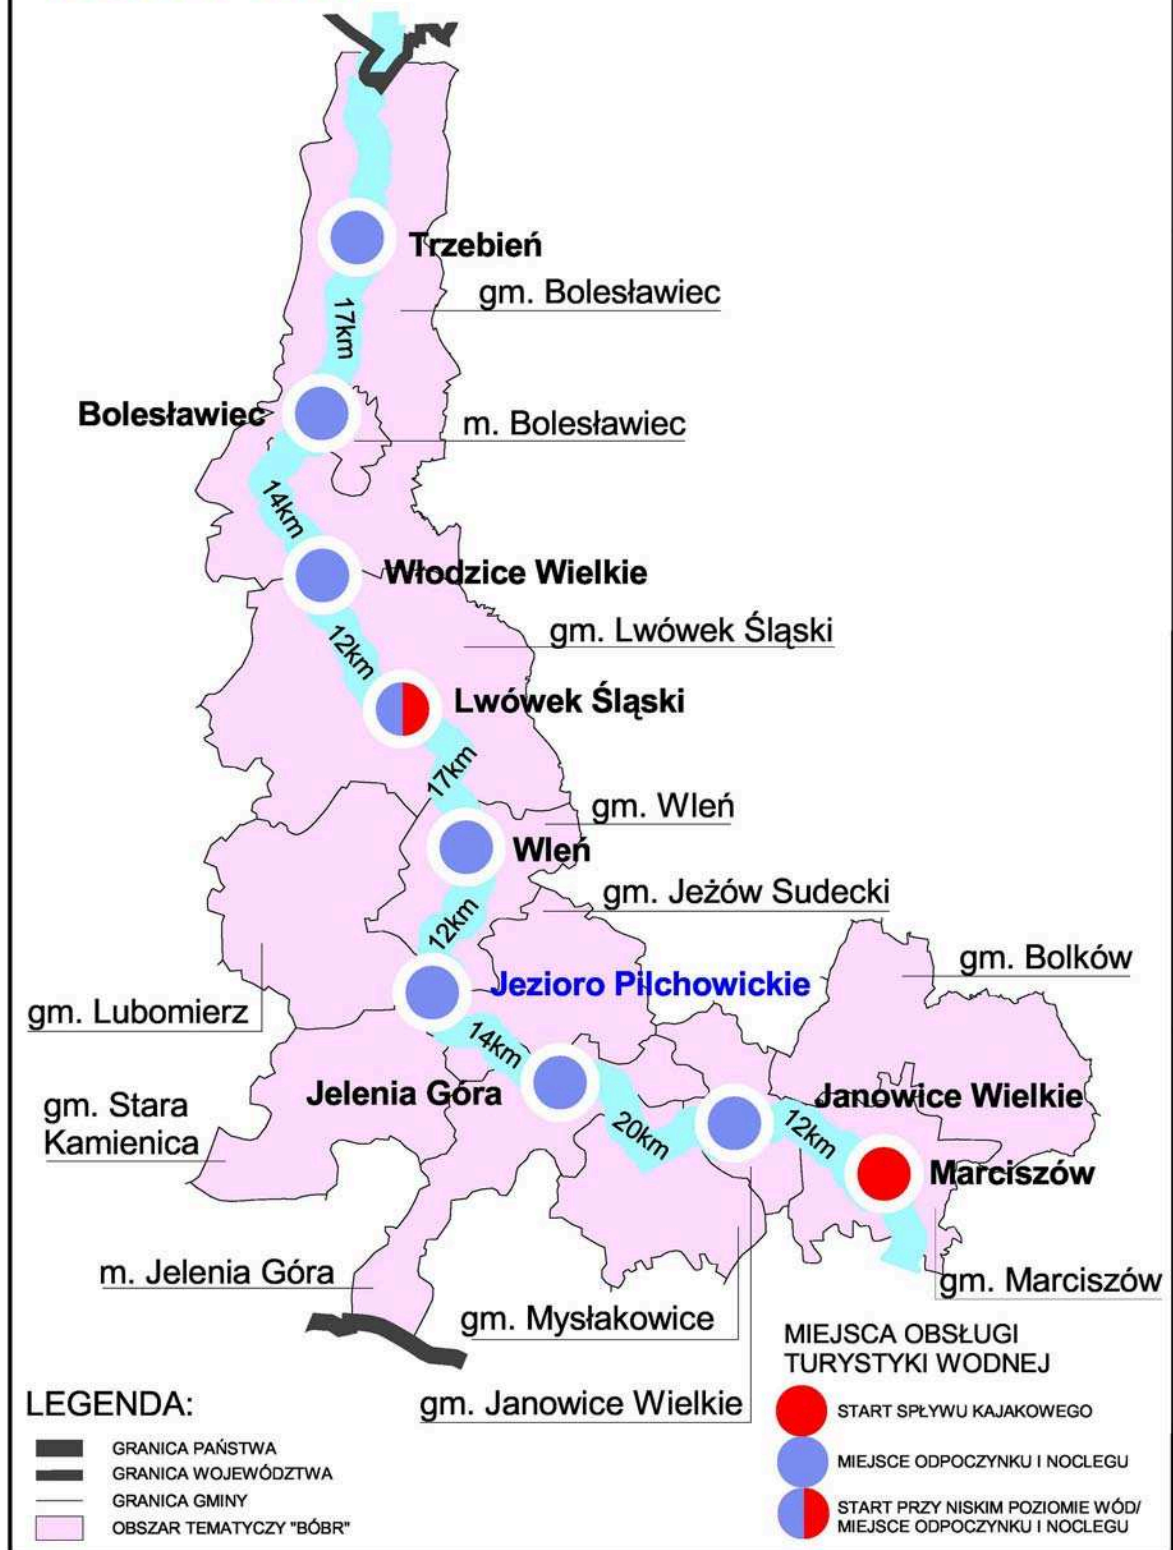 Trzebień
gm. Bolesławiec
17km
Bolesławiec
m. Bolesławiec
14km
Włodzice Wielkie
gm. Lwówek Śląski
12km
Lwówek Śląski
17km
gm. Wleń
Wleń
gm. Jeżów Sudecki
12km
gm. Bolków
Jezioro Pilchowickie
gm. Lubomierz
14km
Jelenia Góra
Janowice Wielkie
gm. Stara
Kamienica
20km
12km
Marciszów
m. Jelenia Góra
gm. Marciszów
gm. Mysłakowice
gm. Janowice Wielkie
LEGENDA:
GRANICA PAŃSTWA
GRANICA WOJEWÓDZTWA
GRANICA GMINY
OBSZAR TEMATYCZY "BÓBR"
MIEJSCA OBSŁUGI
TURYSTYKI WODNEJ
START SPŁYWU KAJAKOWEGO
MIEJSCE ODPOCZYNKU I NOCLEGU
START PRZY NISKIM POZIOMIE WÓD/
MIEJSCE ODPOCZYNKU I NOCLEGU